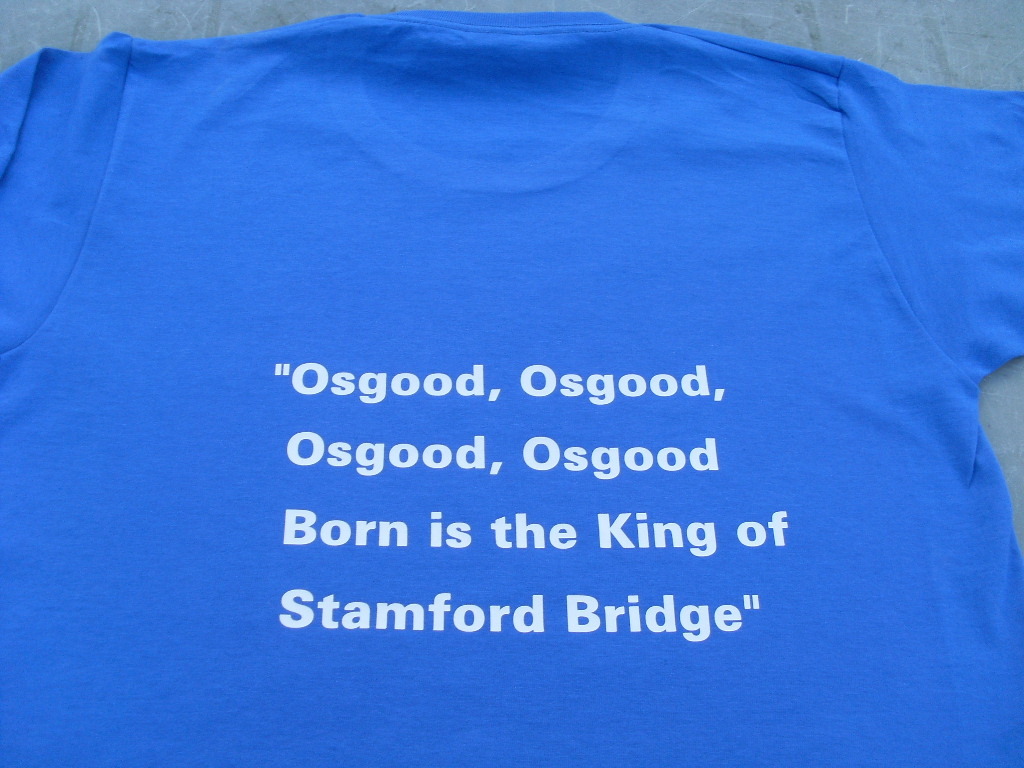 "Osgood, Osgood,
Osgood, Osgood
Born is the King of
Stamford Bridge"